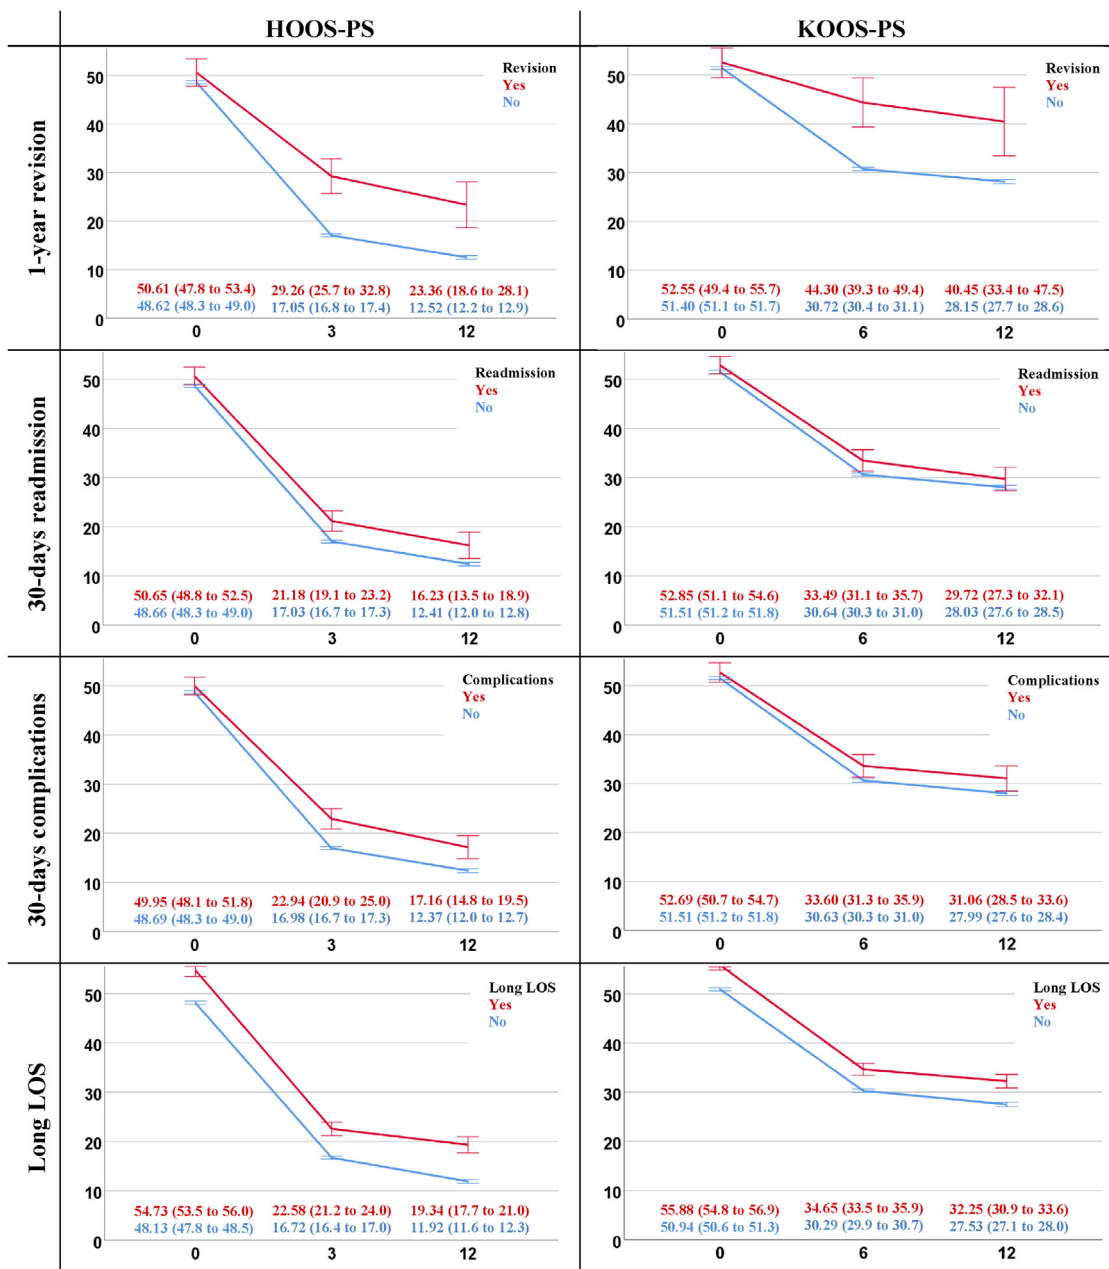 HOOS-PS
KOOS-PS
1-year revision
50
40
30
20
10
0
Revision
Yes
No
50.61 (47.8 to 53.4) 29.26 (25.7 to 32.8) 23.36 (18.6 to 28.1)
48.62 (48.3 to 49.0) 17.05 (16.8 to 17.4) 12.52 (12.2 to 12.9)
0 3 12
50
40
30
20
10
0
Revision
Yes
No
52.55 (49.4 to 55.7) 44.30 (39.3 to 49.4) 40.45 (33.4 to 47.5)
51.40 (51.1 to 51.7) 30.72 (30.4 to 31.1) 28.15 (27.7 to 28.6)
0 6 12
30-days readmission
50
40
30
20
10
0
Readmission
Yes
No
50.65 (48.8 to 52.5) 21.18 (19.1 to 23.2) 16.23 (13.5 to 18.9)
48.66 (48.3 to 49.0) 17.03 (16.7 to 17.3) 12.41 (12.0 to 12.8)
0 3 12
50
40
30
20
10
0
Readmission
Yes
No
52.85 (51.1 to 54.6) 33.49 (31.1 to 35.7) 29.72 (27.3 to 32.1)
51.51 (51.2 to 51.8) 30.64 (30.3 to 31.0) 28.03 (27.6 to 28.5)
0 6 12
30-days complications
50
40
30
20
10
0
Complications
Yes
No
49.95 (48.1 to 51.8) 22.94 (20.9 to 25.0) 17.16 (14.8 to 19.5)
48.69 (48.3 to 49.0) 16.98 (16.7 to 17.3) 12.37 (12.0 to 12.7)
0 3 12
50
40
30
20
10
0
Complications
Yes
No
52.69 (50.7 to 54.7) 33.60 (31.3 to 35.9) 31.06 (28.5 to 33.6)
51.51 (51.2 to 51.8) 30.63 (30.3 to 31.0) 27.99 (27.6 to 28.4)
0 6 12
Long LOS
50
40
30
20
10
0
Long LOS
Yes
No
54.73 (53.5 to 56.0) 22.58 (21.2 to 24.0) 19.34 (17.7 to 21.0)
48.13 (47.8 to 48.5) 16.72 (16.4 to 17.0) 11.92 (11.6 to 12.3)
0 3 12
50
40
30
20
10
0
Long LOS
Yes
No
55.88 (54.8 to 56.9) 34.65 (33.5 to 35.9) 32.25 (30.9 to 33.6)
50.94 (50.6 to 51.3) 30.29 (29.9 to 30.7) 27.53 (27.1 to 28.0)
0 6 12